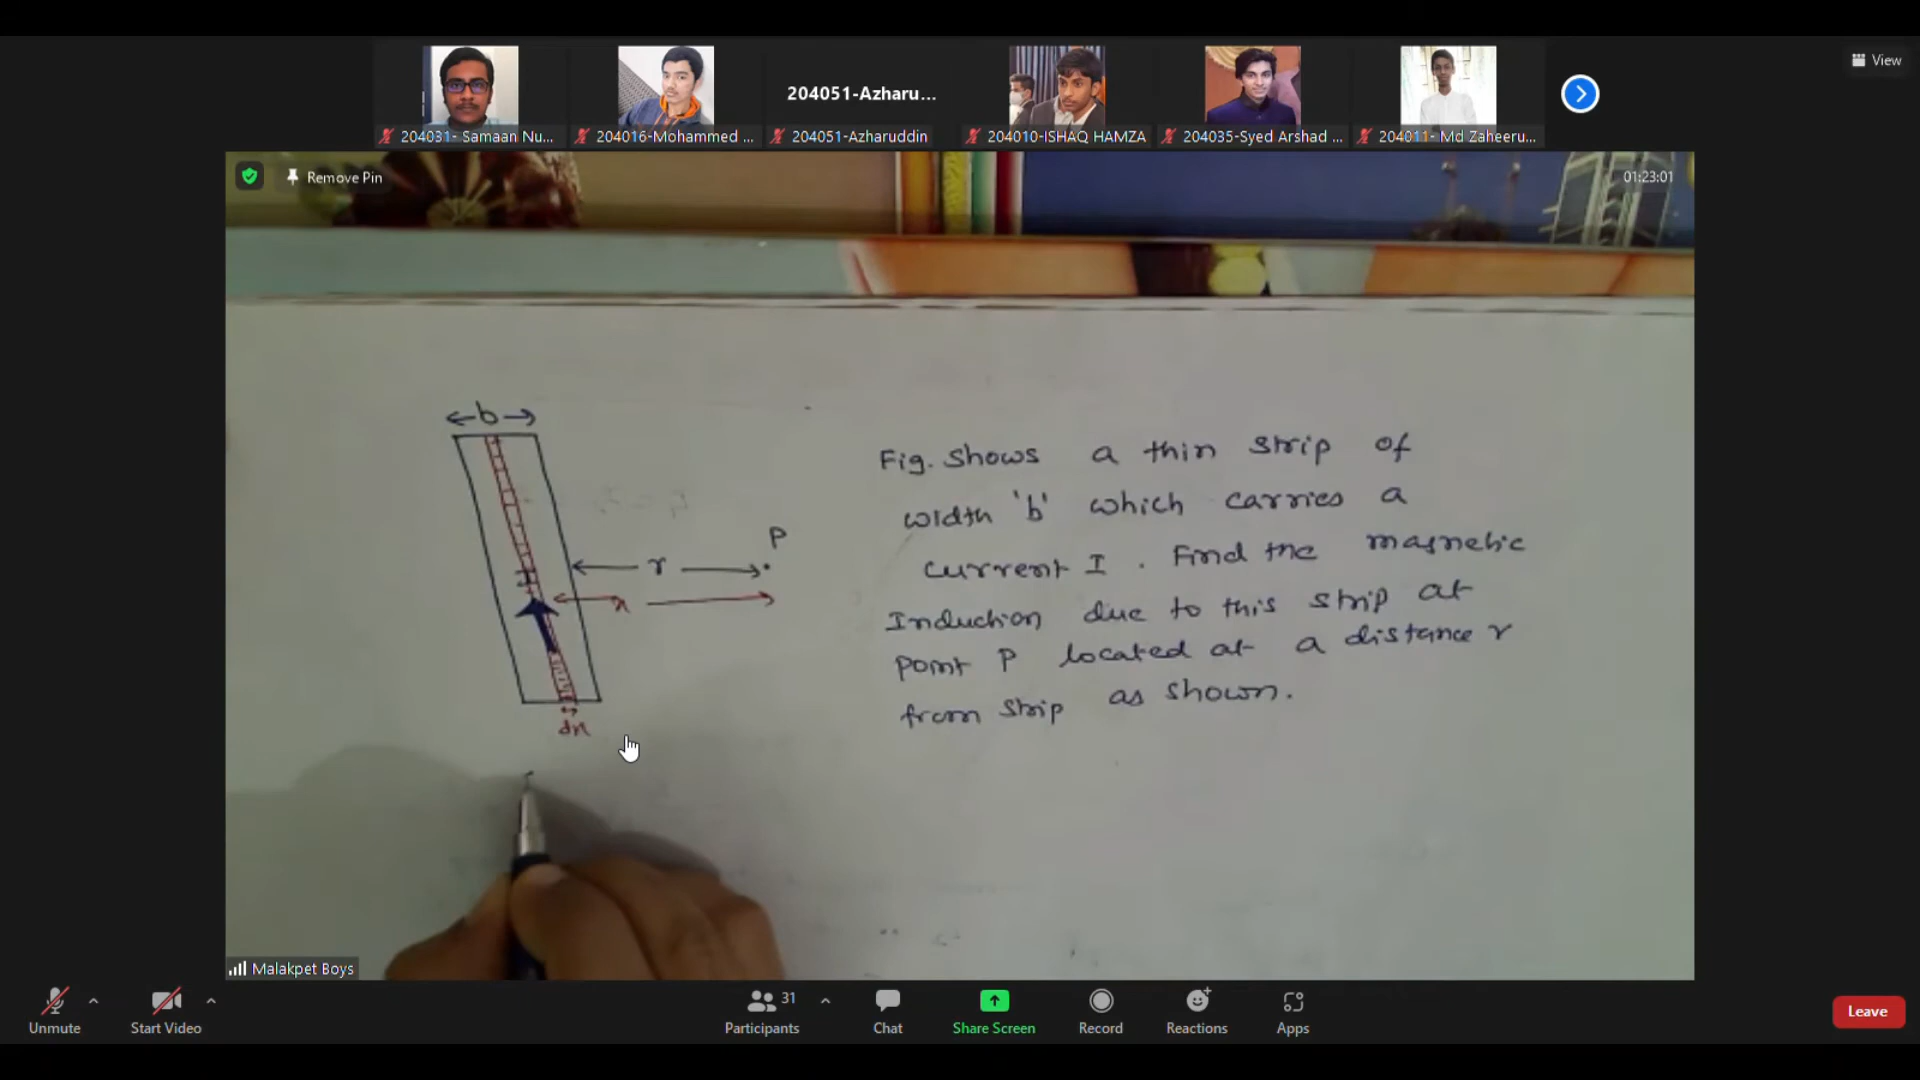 View
204051-Azharu...
204031- Samaan Nu...
204016-Mohammed ...
204051-Azharuddin
204010-ISHAQ HAMZA
204035-Syed Arshad ...
204011- Md Zaheeru...
Remove Pin
01:23:01
b
Fig. Shows a thin strip of
width 'b' which carries a
current I. Find the magnetic
Induction due to this strip at
point P located at a distance r
from strip as shown.
P
r
I
x
dx
Malakpet Boys
Unmute
Start Video
31
Participants
Chat
Share Screen
Record
Reactions
Apps
Leave